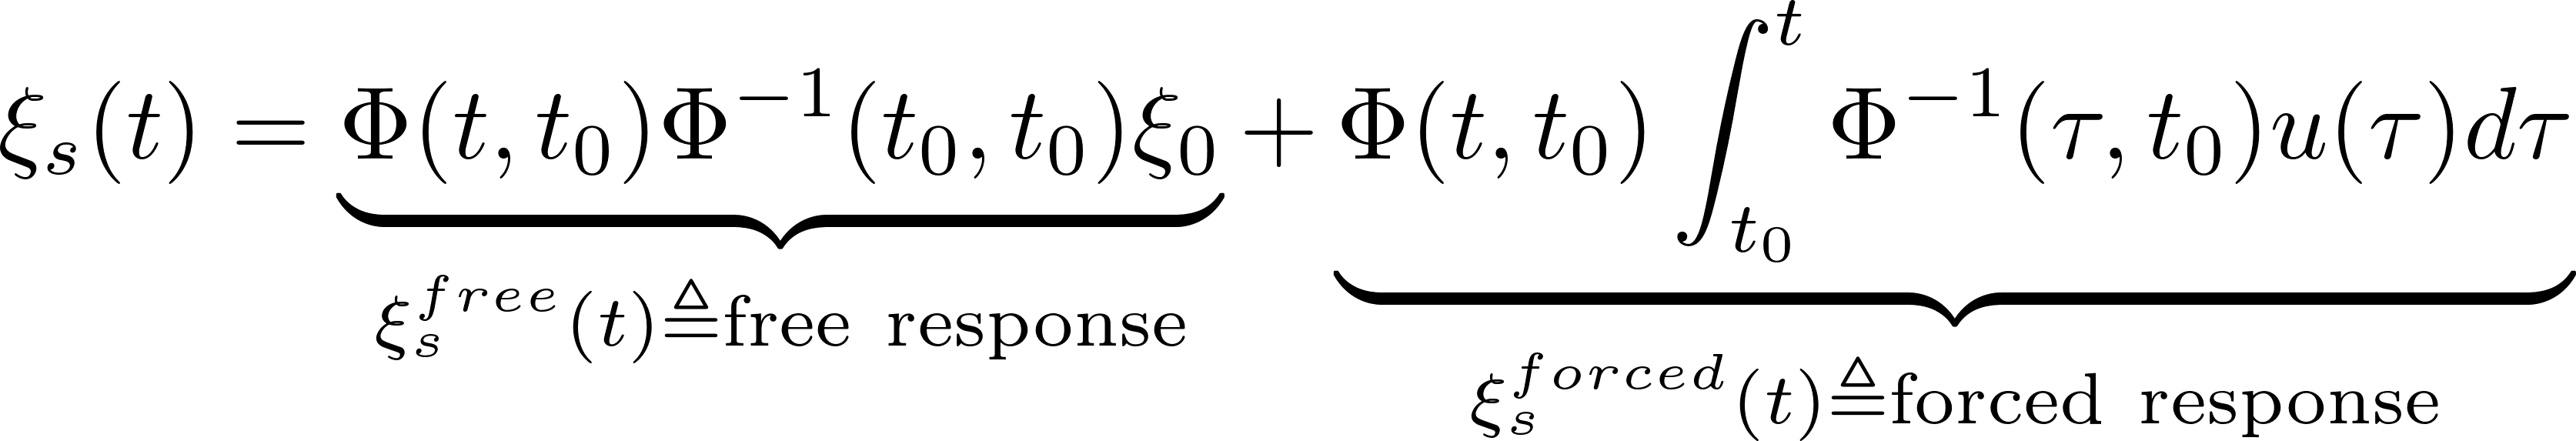 ξ_s(t) = Φ(t, t_0)Φ^{-1}(t_0, t_0)ξ_0 + Φ(t, t_0) ∫_{t_0}^{t} Φ^{-1}(τ, t_0)u(τ)dτ
ξ_s^{free}(t)≜free response
ξ_s^{forced}(t)≜forced response